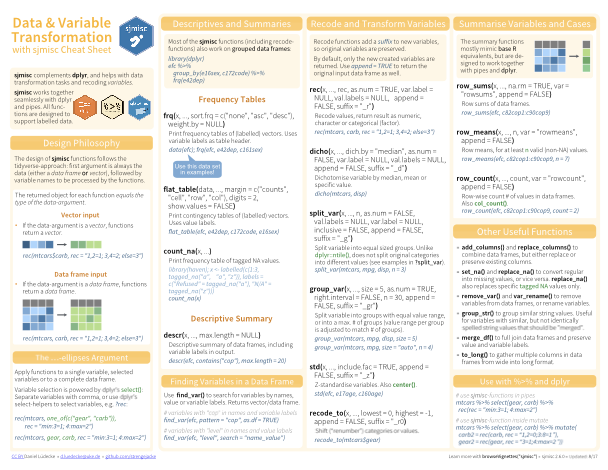 Data & Variable
Transformation
with sjmisc Cheat Sheet
sjmisc
sjmisc complements dplyr, and helps with data
transformation tasks and recoding variables.
sjmisc works together
seamlessly with dplyr
and pipes. All func-
tions are designed to
support labelled data.
Design Philosophy
The design of sjmisc functions follows the
tidyverse-approach: first argument is always the
data (either a data frame or vector), followed by
variable names to be processed by the functions.
The returned object for each function equals the
type of the data-argument.
Vector input
• If the data-argument is a vector, functions
return a vector.
rec(mtcars$carb, rec = "1,2=1; 3,4=2; else=3")
Data frame input
• If the data-argument is a data frame, functions
return a data frame.
rec(mtcars, carb, rec = "1,2=1; 3,4=2; else=3")
The ...-ellipses Argument
Apply functions to a single variable, selected
variables or to a complete data frame.
Variable selection is powered by dplyr's select():
Separate variables with comma, or use dplyr's
select-helpers to select variables, e.g. ?rec:
rec(mtcars, one_of(c("gear", "carb")),
rec = "min:3=1; 4:max=2")
rec(mtcars, gear, carb, rec = "min:3=1; 4:max=2")
Descriptives and Summaries
Most of the sjmisc functions (including recode-
functions) also work on grouped data frames:
library(dplyr)
efc %>%
group_by(e16sex, c172code) %>%
frq(e42dep)
Frequency Tables
frq(x, ..., sort.frq = c("none", "asc", "desc"),
weight.by = NULL)
Print frequency tables of (labelled) vectors. Uses
variable labels as table header.
data(efc); frq(efc, e42dep, c161sex)
Use this data set
in examples!
flat_table(data, ..., margin = c("counts",
"cell", "row", "col"), digits = 2,
show.values = FALSE)
Print contingency tables of (labelled) vectors.
Uses value labels.
flat_table(efc, e42dep, c172code, e16sex)
count_na(x, ...)
Print frequency table of tagged NA values.
library(haven); x <- labelled(c(1:3,
tagged_na("a", "a", "z")), labels =
c("Refused" = tagged_na("a"), "N/A" =
tagged_na("z")))
count_na(x)
Descriptive Summary
descr(x, ..., max.length = NULL)
Descriptive summary of data frames, including
variable labels in output.
descr(efc, contains("cop"), max.length = 20)
Finding Variables in a Data Frame
Use find_var() to search for variables by names,
value or variable labels. Returns vector/data frame.
# variables with "cop" in names and variable labels
find_var(efc, pattern = "cop", as.df = TRUE)
# variables with "level" in names and value labels
find_var(efc, "level", search = "name_value")
Recode and Transform Variables
Recode functions add a suffix to new variables,
so original variables are preserved.
By default, only the new created variables are
returned. Use append = TRUE to return the
original input data frame as well.
rec(x, ..., rec, as.num = TRUE, var.label =
NULL, val.labels = NULL, append =
FALSE, suffix = "_r")
Recode values, return result as numeric,
character or categorical (factor).
rec(mtcars, carb, rec = "1,2=1; 3,4=2; else=3")
dicho(x, ..., dich.by = "median", as.num =
FALSE, var.label = NULL, val.labels = NULL,
append = FALSE, suffix = "_d")
Dichotomise variable by median, mean or
specific value.
dicho(mtcars, disp)
split_var(x, ..., n, as.num = FALSE,
val.labels = NULL, var.label = NULL,
inclusive = FALSE, append = FALSE,
suffix = "_g")
Split variable into equal sized groups. Unlike
dplyr::ntile(), does not split original categories
into different values (see examples in ?split_var).
split_var(mtcars, mpg, disp, n = 3)
group_var(x, ..., size = 5, as.num = TRUE,
right.interval = FALSE, n = 30, append =
FALSE, suffix = "_gr")
Split variable into groups with equal value range,
or into a max. # of groups (value range per group
is adjusted to match # of groups).
group_var(mtcars, mpg, disp, size = 5)
group_var(mtcars, mpg, size = "auto", n = 4)
std(x, ..., include.fac = TRUE, append =
FALSE, suffix = "_z")
Z-standardise variables. Also center().
std(efc, e17age, c160age)
recode_to(x, ..., lowest = 0, highest = -1,
append = FALSE, suffix = "_r0")
Shift ("renumber") categories or values.
recode_to(mtcars$gear)
Summarise Variables and Cases
The summary functions
mostly mimic base R
equivalents, but are de-
signed to work together
with pipes and dplyr.
row_sums(x, ..., na.rm = TRUE, var =
"rowsums", append = FALSE)
Row sums of data frames.
row_sums(efc, c82cop1:c90cop9)
row_means(x, ..., n, var = "rowmeans",
append = FALSE)
Row means, for at least n valid (non-NA) values.
row_means(efc, c82cop1:c90cop9, n = 7)
row_count(x, ..., count, var = "rowcount",
append = FALSE)
Row-wise count # of values in data frames.
Also col_count().
row_count(efc, c82cop1:c90cop9, count = 2)
Other Useful Functions
• add_columns() and replace_columns() to
combine data frames, but either replace or
preserve existing columns.
• set_na() and replace_na() to convert regular
into missing values, or vice versa. replace_na()
also replaces specific tagged NA values only.
• remove_var() and var_rename() to remove
variables from data frames, or rename variables.
• group_str() to group similar string values. Useful
for variables with similar, but not identically
spelled string values that should be "merged".
• merge_df() to full join data frames and preserve
value and variable labels.
• to_long() to gather multiple columns in data
frames from wide into long format.
Use with %>% and dplyr
# use sjmisc functions in pipes
mtcars %>% select(gear, carb) %>%
rec(rec = "min:3=1; 4:max=2")
# use sjmisc function inside mutate
mtcars %>% select(gear, carb) %>% mutate(
carb2 = rec(carb, rec = "1,2=0;3:8=1"),
gear2 = rec(gear, rec = "min:3=1; 4:max=2"))